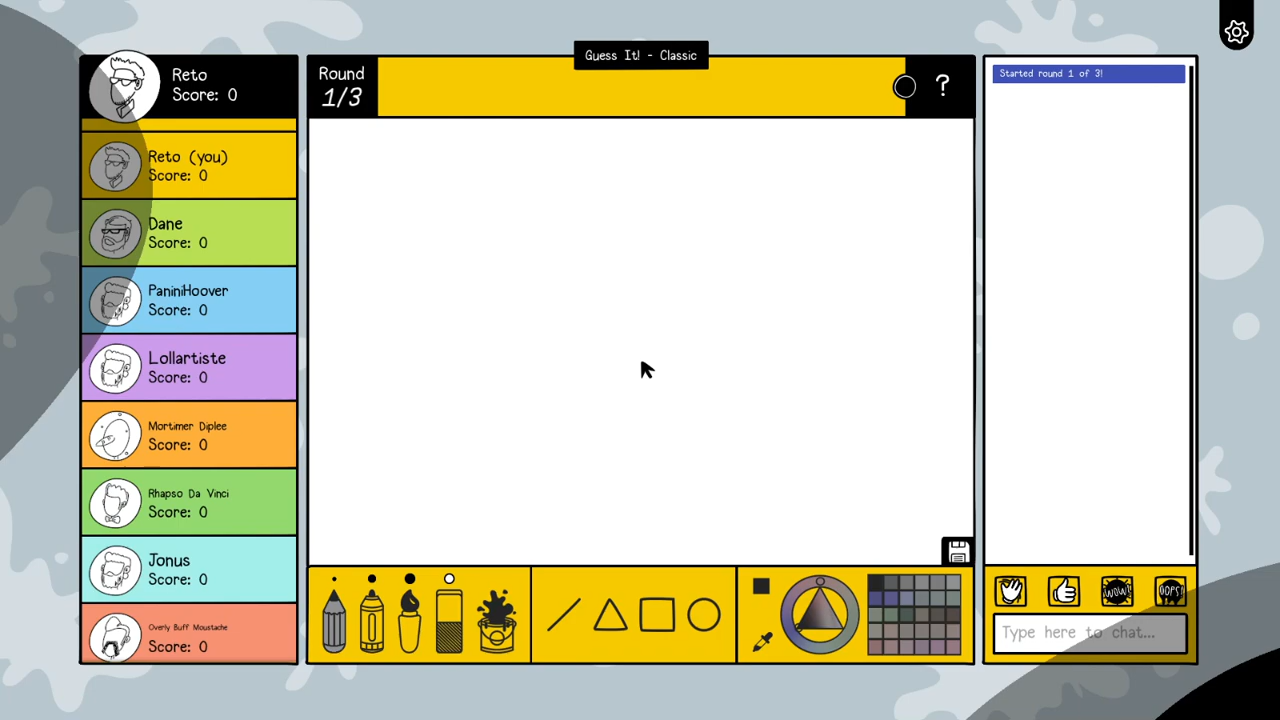 Guess It! - Classic
Reto
Score: 0
Round
1/3
?
Started round 1 of 3!
Reto (you)
Score: 0
Dane
Score: 0
PaniniHoover
Score: 0
Lollartiste
Score: 0
Mortimer Diplee
Score: 0
Rhapso Da Vinci
Score: 0
Jonus
Score: 0
Overly Buff Moustache
Score: 0
WOW!
OOPS!
Type here to chat...